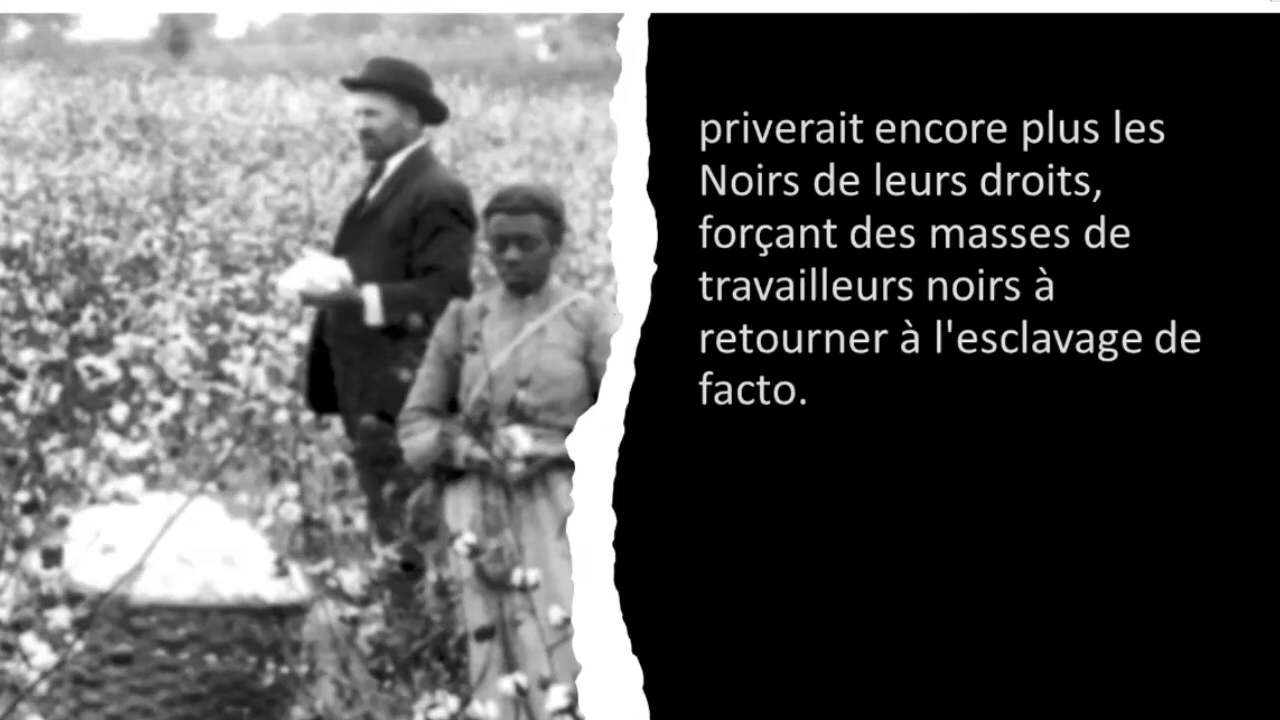 priverait encore plus les
Noirs de leurs droits,
forçant des masses de
travailleurs noirs à
retourner à l'esclavage de
facto.